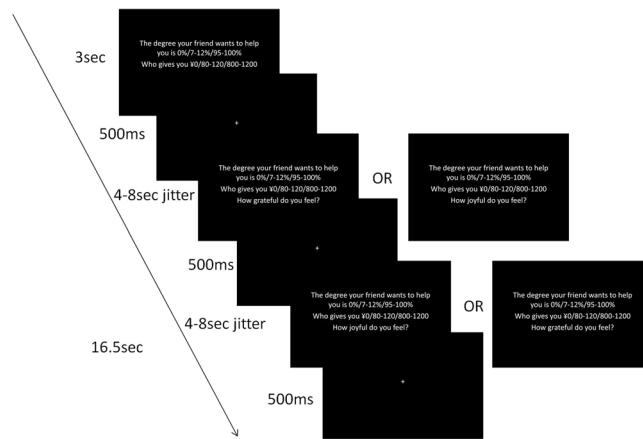 The degree your friend wants to help
you is 0%/7-12%/95-100%
Who gives you ¥0/80-120/800-1200
3sec
+
500ms
The degree your friend wants to help
you is 0%/7-12%/95-100%
Who gives you ¥0/80-120/800-1200
How grateful do you feel?
OR
The degree your friend wants to help
you is 0%/7-12%/95-100%
Who gives you ¥0/80-120/800-1200
How joyful do you feel?
4-8sec jitter
+
500ms
The degree your friend wants to help
you is 0%/7-12%/95-100%
Who gives you ¥0/80-120/800-1200
How joyful do you feel?
OR
The degree your friend wants to help
you is 0%/7-12%/95-100%
Who gives you ¥0/80-120/800-1200
How grateful do you feel?
4-8sec jitter
16.5sec
+
500ms